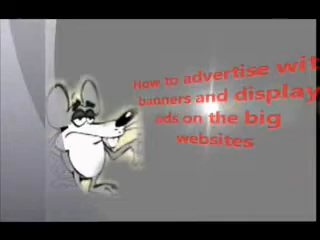 How to advertise wit
banners and display
ads on the big
websites